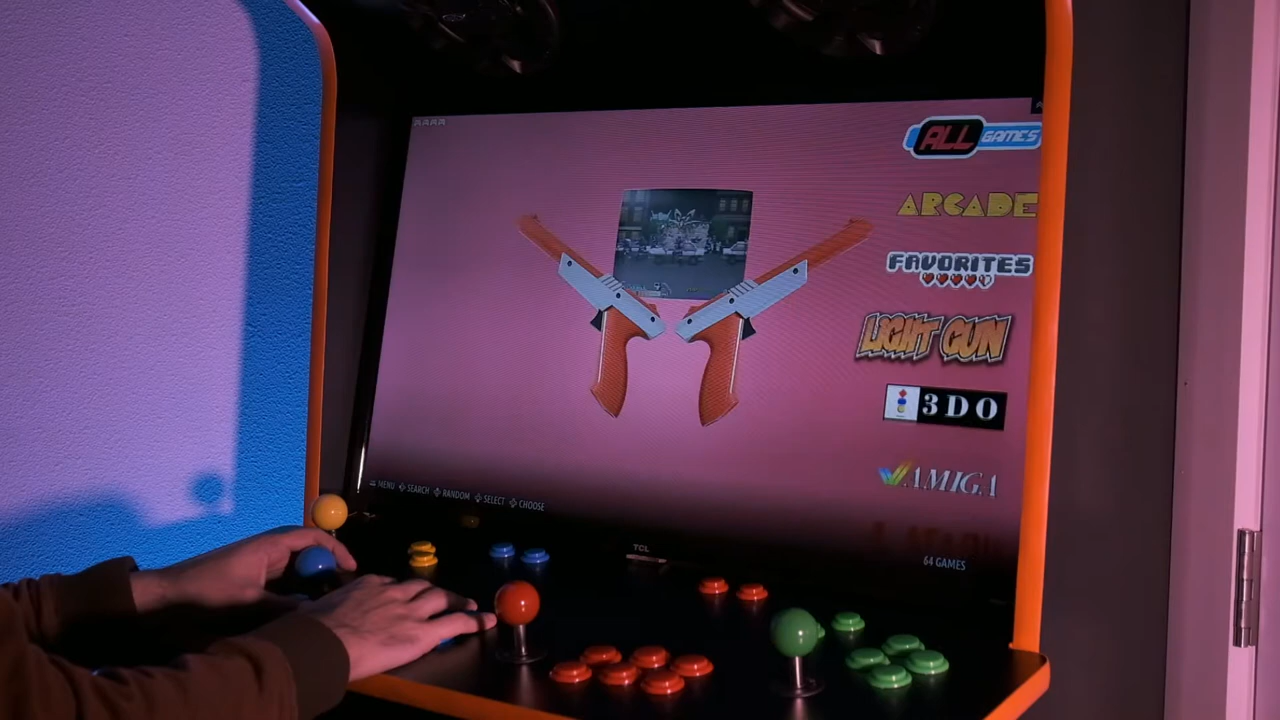 ALL GAMES
ARCADE
FAVORITES
LIGHT GUN
3DO
AMIGA
MENU SEARCH RANDOM SELECT CHOOSE
64 GAMES
TCL